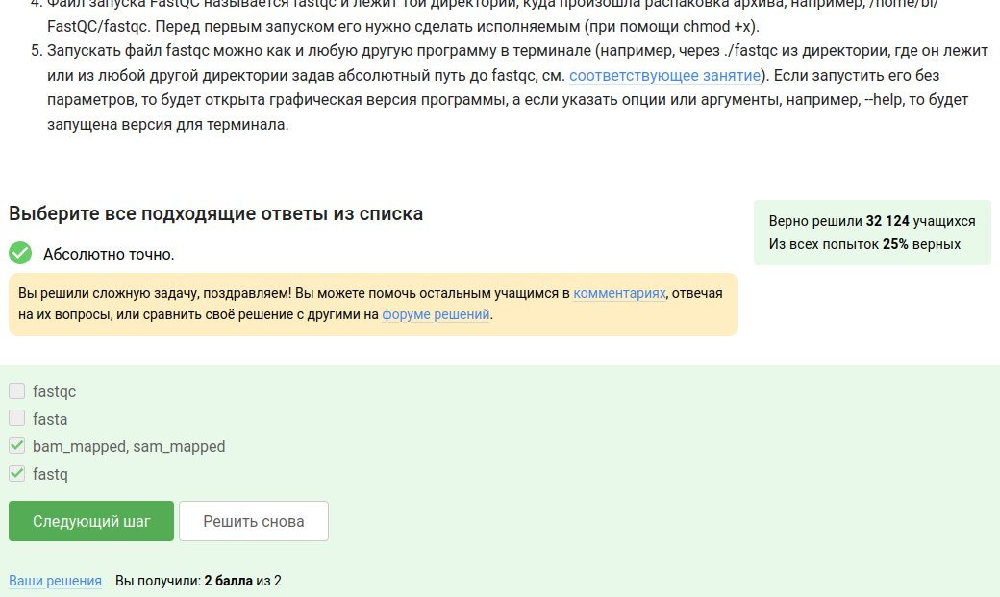 4. Файл запуска FastQC называется fastqc и лежит той директории, куда произошла распаковка архива, например, /home/bi/
FastQC/fastqc. Перед первым запуском его нужно сделать исполняемым (при помощи chmod +x).
5. Запускать файл fastqc можно как и любую другую программу в терминале (например, через ./fastqc из директории, где он лежит
или из любой другой директории задав абсолютный путь до fastqc, см. соответствующее занятие). Если запустить его без
параметров, то будет открыта графическая версия программы, а если указать опции или аргументы, например, --help, то будет
запущена версия для терминала.
Выберите все подходящие ответы из списка
Верно решили 32 124 учащихся
Из всех попыток 25% верных
Абсолютно точно.
Вы решили сложную задачу, поздравляем! Вы можете помочь остальным учащимся в комментариях, отвечая
на их вопросы, или сравнить своё решение с другими на форуме решений.
fastqc
fasta
bam_mapped, sam_mapped
fastq
Следующий шаг
Решить снова
Ваши решения Вы получили: 2 балла из 2